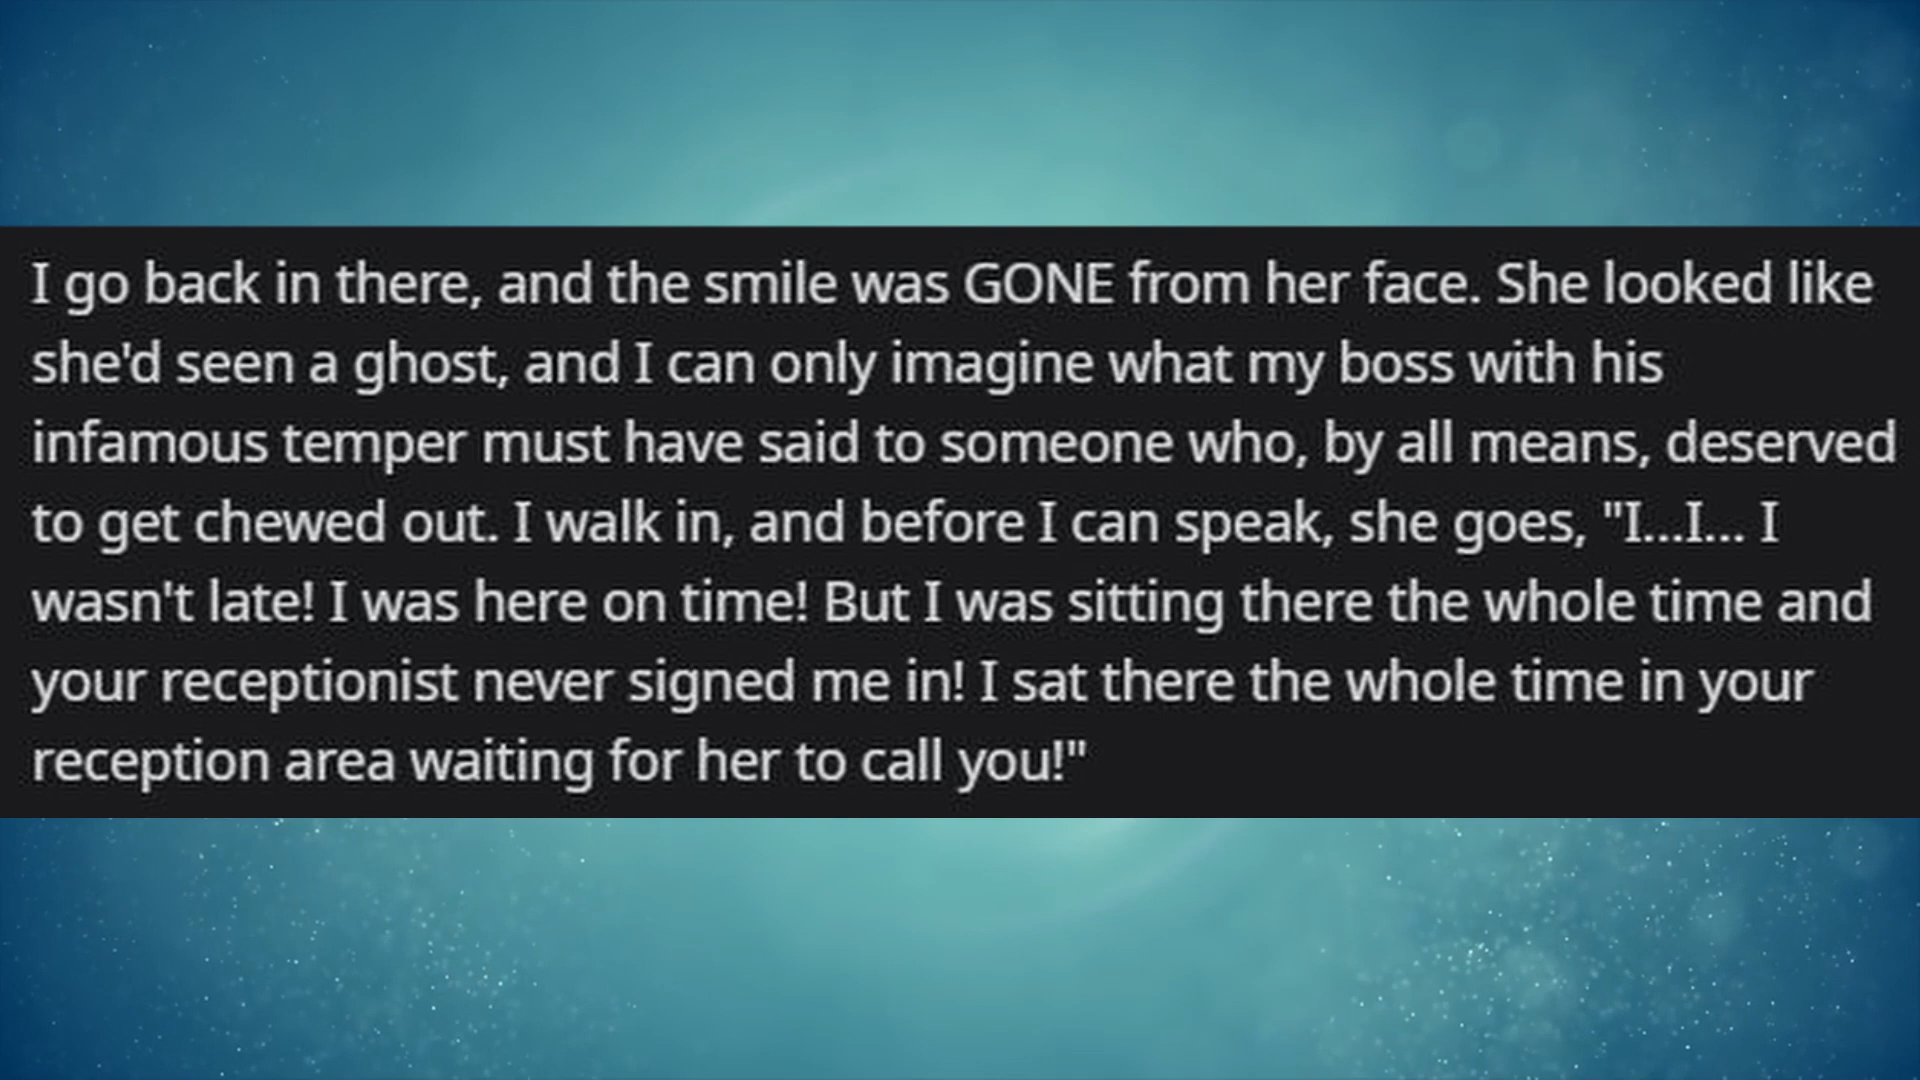 I go back in there, and the smile was GONE from her face. She looked like
she'd seen a ghost, and I can only imagine what my boss with his
infamous temper must have said to someone who, by all means, deserved
to get chewed out. I walk in, and before I can speak, she goes, "I...I... I
wasn't late! I was here on time! But I was sitting there the whole time and
your receptionist never signed me in! I sat there the whole time in your
reception area waiting for her to call you!"